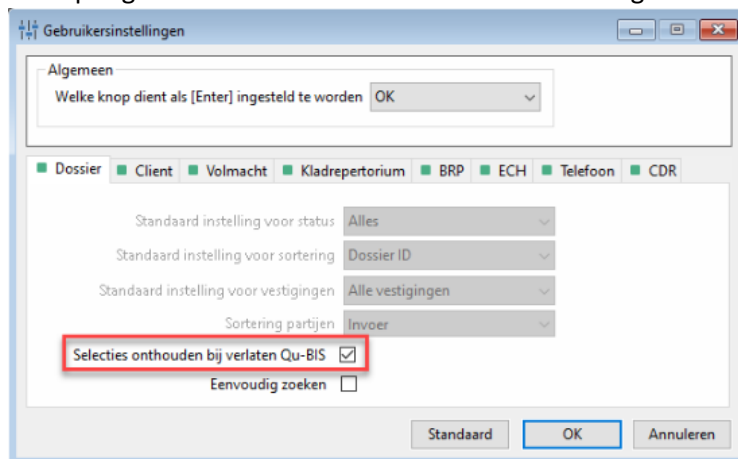 Gebruikersinstellingen
Algemeen
Welke knop dient als [Enter] ingesteld te worden OK
Dossier Client Volmacht Kladrepertorium BRP ECH Telefoon CDR
Standaard instelling voor status Alles
Standaard instelling voor sortering Dossier ID
Standaard instelling voor vestigingen Alle vestigingen
Sortering partijen Invoer
Selecties onthouden bij verlaten Qu-BIS
Eenvoudig zoeken
Standaard OK Annuleren